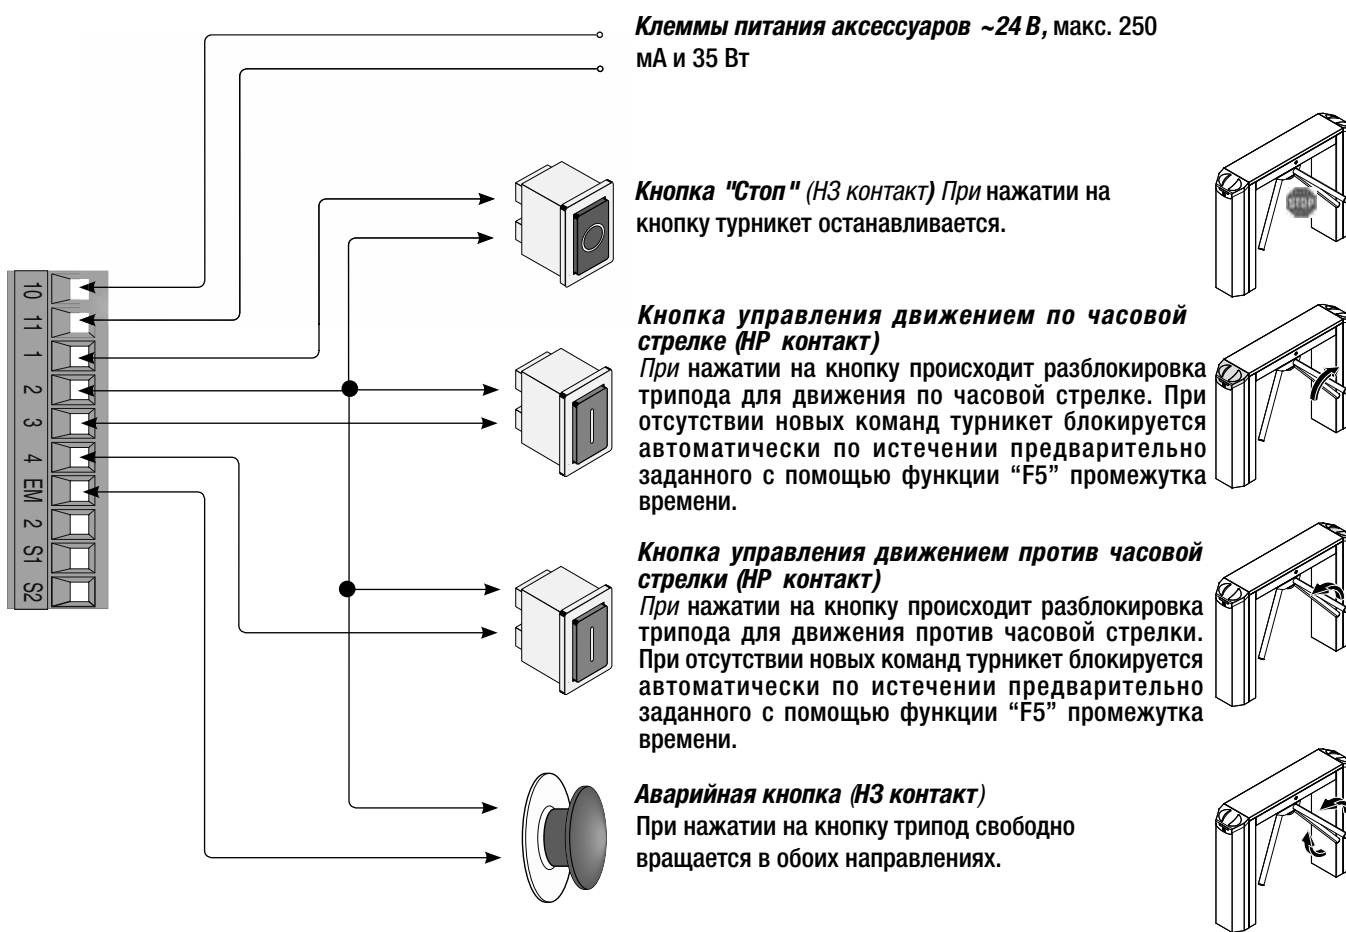 Клеммы питания аксессуаров ~24 В, макс. 250
мА и 35 Вт
Кнопка "Стоп" (НЗ контакт) При нажатии на
кнопку турникет останавливается.
STOP
10
11
1
2
3
4
EM
2
S1
S2
Кнопка управления движением по часовой
стрелке (НР контакт)
При нажатии на кнопку происходит разблокировка
трипода для движения по часовой стрелке. При
отсутствии новых команд турникет блокируется
автоматически по истечении предварительно
заданного с помощью функции “F5” промежутка
времени.
Кнопка управления движением против часовой
стрелки (НР контакт)
При нажатии на кнопку происходит разблокировка
трипода для движения против часовой стрелки.
При отсутствии новых команд турникет блокируется
автоматически по истечении предварительно
заданного с помощью функции “F5” промежутка
времени.
Аварийная кнопка (НЗ контакт)
При нажатии на кнопку трипод свободно
вращается в обоих направлениях.